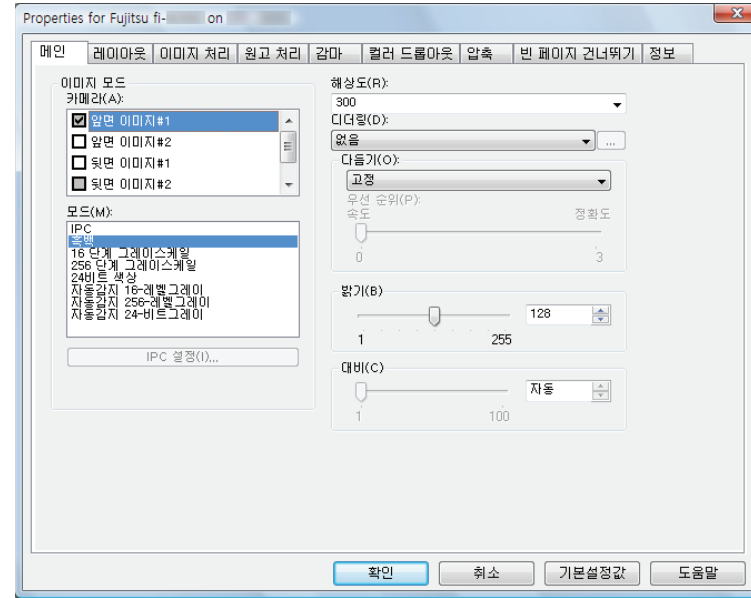 Properties for Fujitsu fi- on
메인 레이아웃 이미지 처리 원고 처리 감마 컬러 드롭아웃 압축 빈 페이지 건너뛰기 정보
이미지 모드
카메라(A):
앞면 이미지#1
앞면 이미지#2
뒷면 이미지#1
뒷면 이미지#2
모드(M):
IPC
흑백
16 단계 그레이스케일
256 단계 그레이스케일
24비트 색상
자동감지 16-레벨그레이
자동감지 256-레벨그레이
자동감지 24-비트그레이
IPC 설정(I)...
해상도(R):
300
디더링(D):
없음
...
다듬기(O):
고정
우선 순위(P):
속도 정확도
0 3
밝기(B)
128
1 255
대비(C)
자동
1 100
확인 취소 기본설정값 도움말